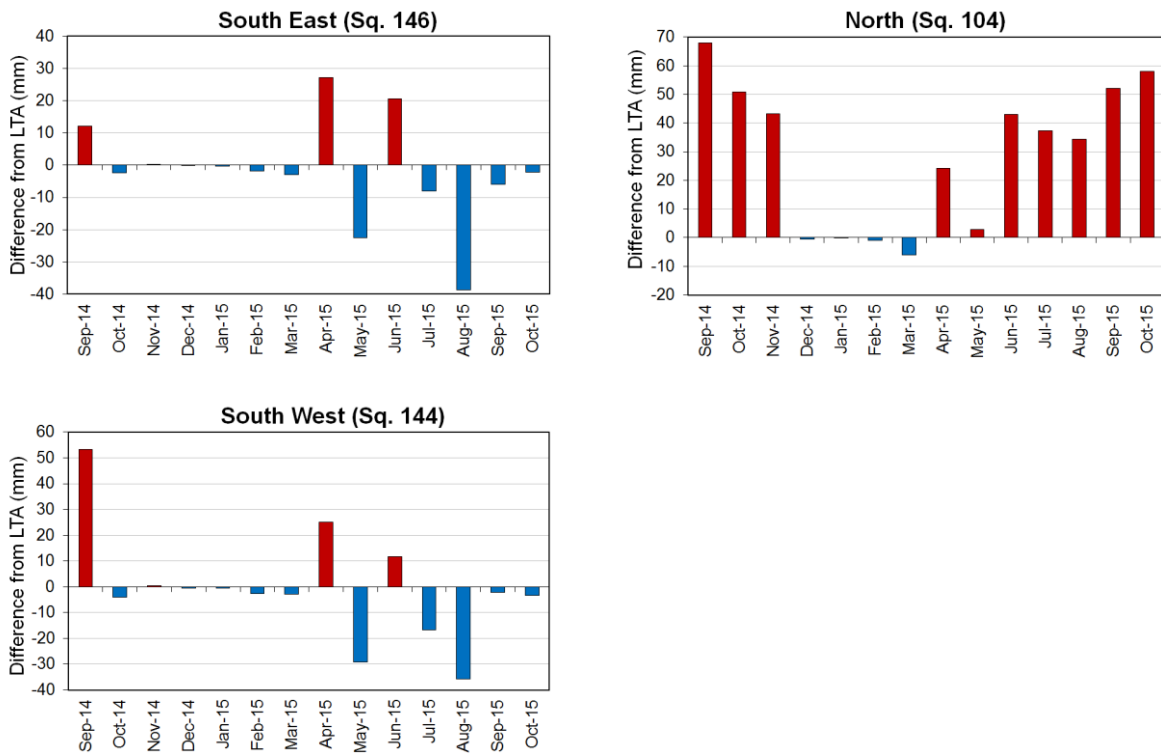 South East (Sq. 146)
Difference from LTA (mm)
40
30
20
10
0
-10
-20
-30
-40
Sep-14
Oct-14
Nov-14
Dec-14
Jan-15
Feb-15
Mar-15
Apr-15
May-15
Jun-15
Jul-15
Aug-15
Sep-15
Oct-15
North (Sq. 104)
Difference from LTA (mm)
70
60
50
40
30
20
10
0
-10
-20
Sep-14
Oct-14
Nov-14
Dec-14
Jan-15
Feb-15
Mar-15
Apr-15
May-15
Jun-15
Jul-15
Aug-15
Sep-15
Oct-15
South West (Sq. 144)
Difference from LTA (mm)
60
50
40
30
20
10
0
-10
-20
-30
-40
Sep-14
Oct-14
Nov-14
Dec-14
Jan-15
Feb-15
Mar-15
Apr-15
May-15
Jun-15
Jul-15
Aug-15
Sep-15
Oct-15